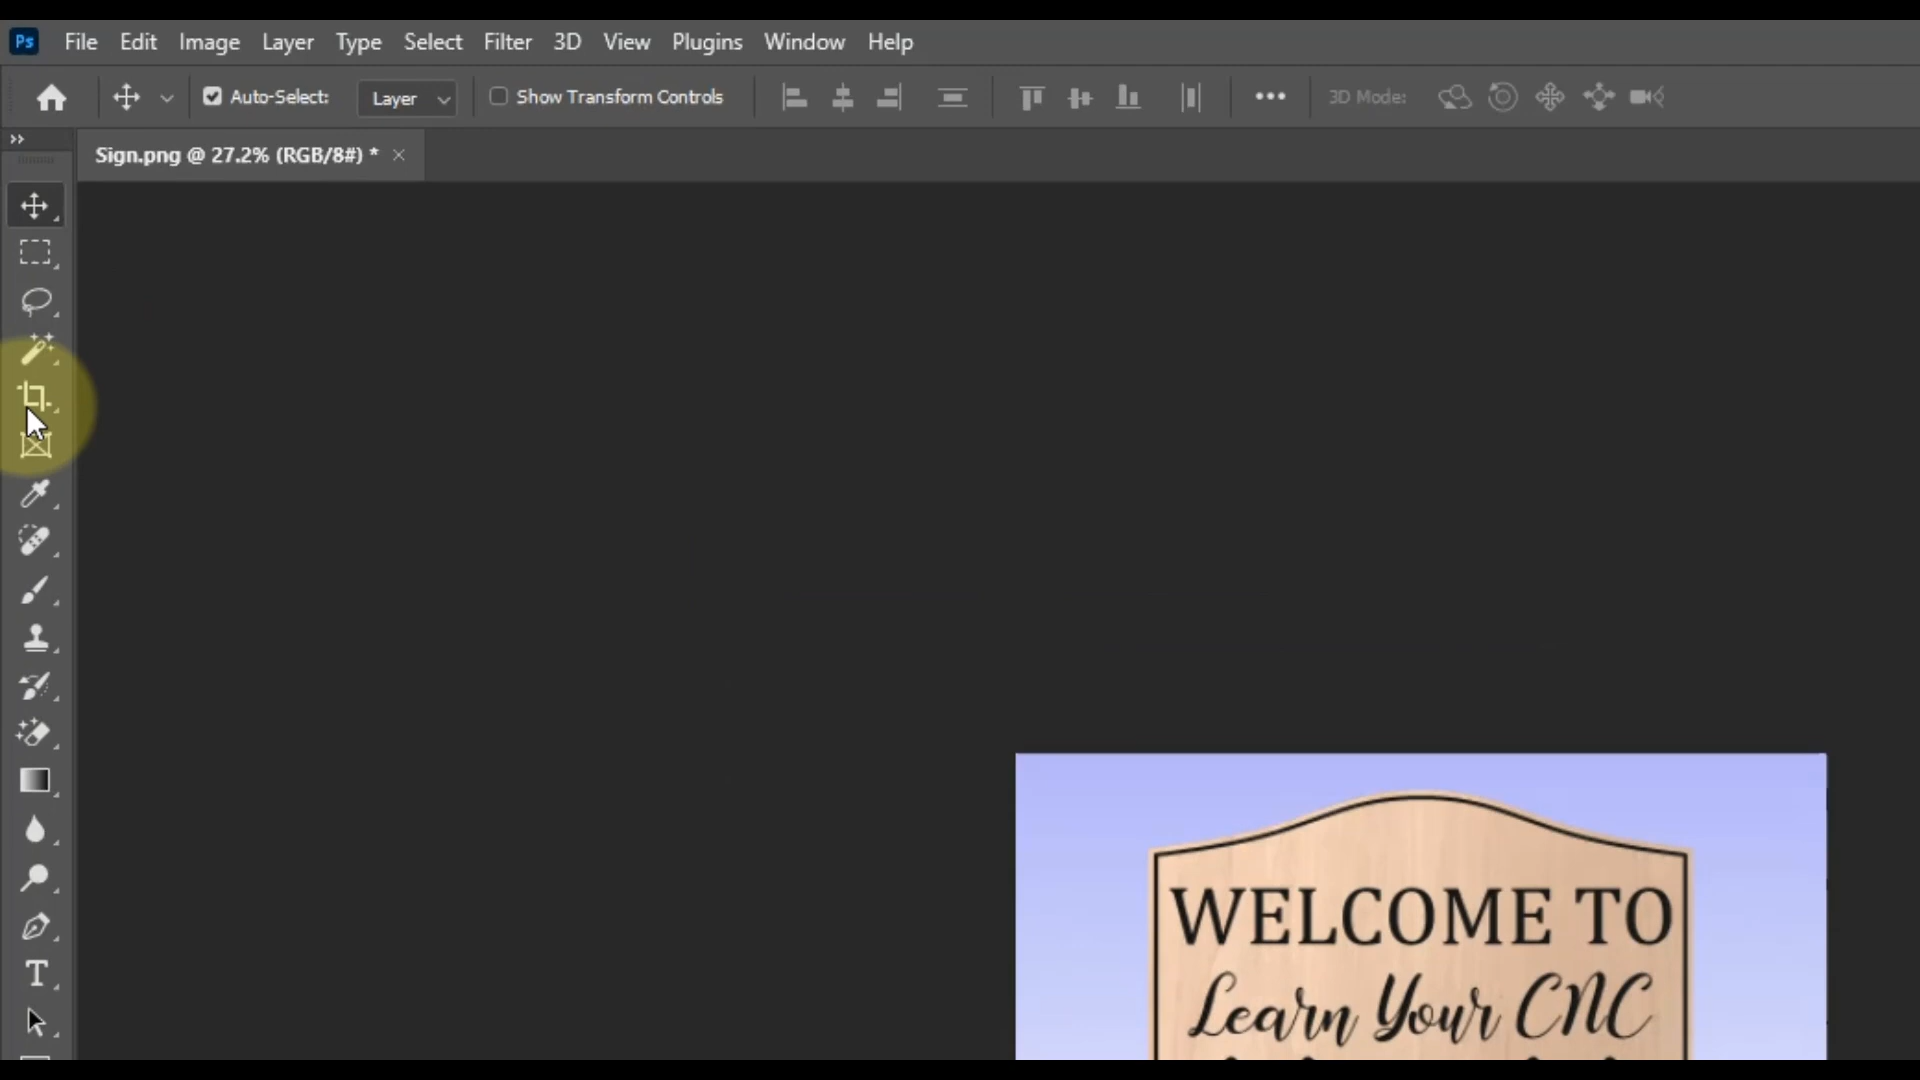 Ps File Edit Image Layer Type Select Filter 3D View Plugins Window Help
Auto-Select: Layer Show Transform Controls 3D Mode:
Sign.png @ 27.2% (RGB/8#) *
WELCOME TO
Learn Your CNC